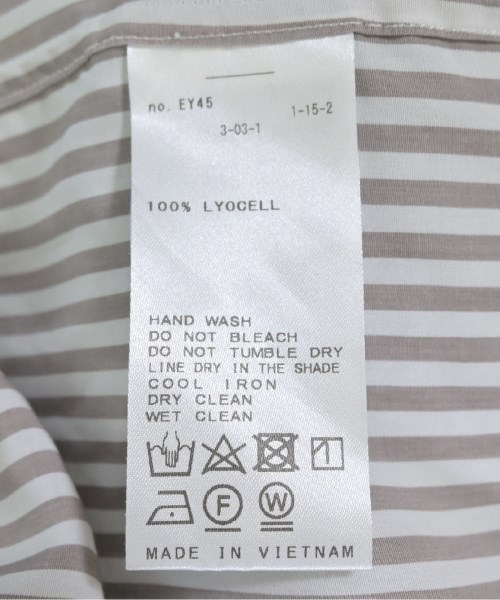 no. EY45
1-15-2
3-03-1
100% LYOCELL
HAND WASH
DO NOT BLEACH
DO NOT TUMBLE DRY
LINE DRY IN THE SHADE
COOL IRON
DRY CLEAN
WET CLEAN
F W
MADE IN VIETNAM